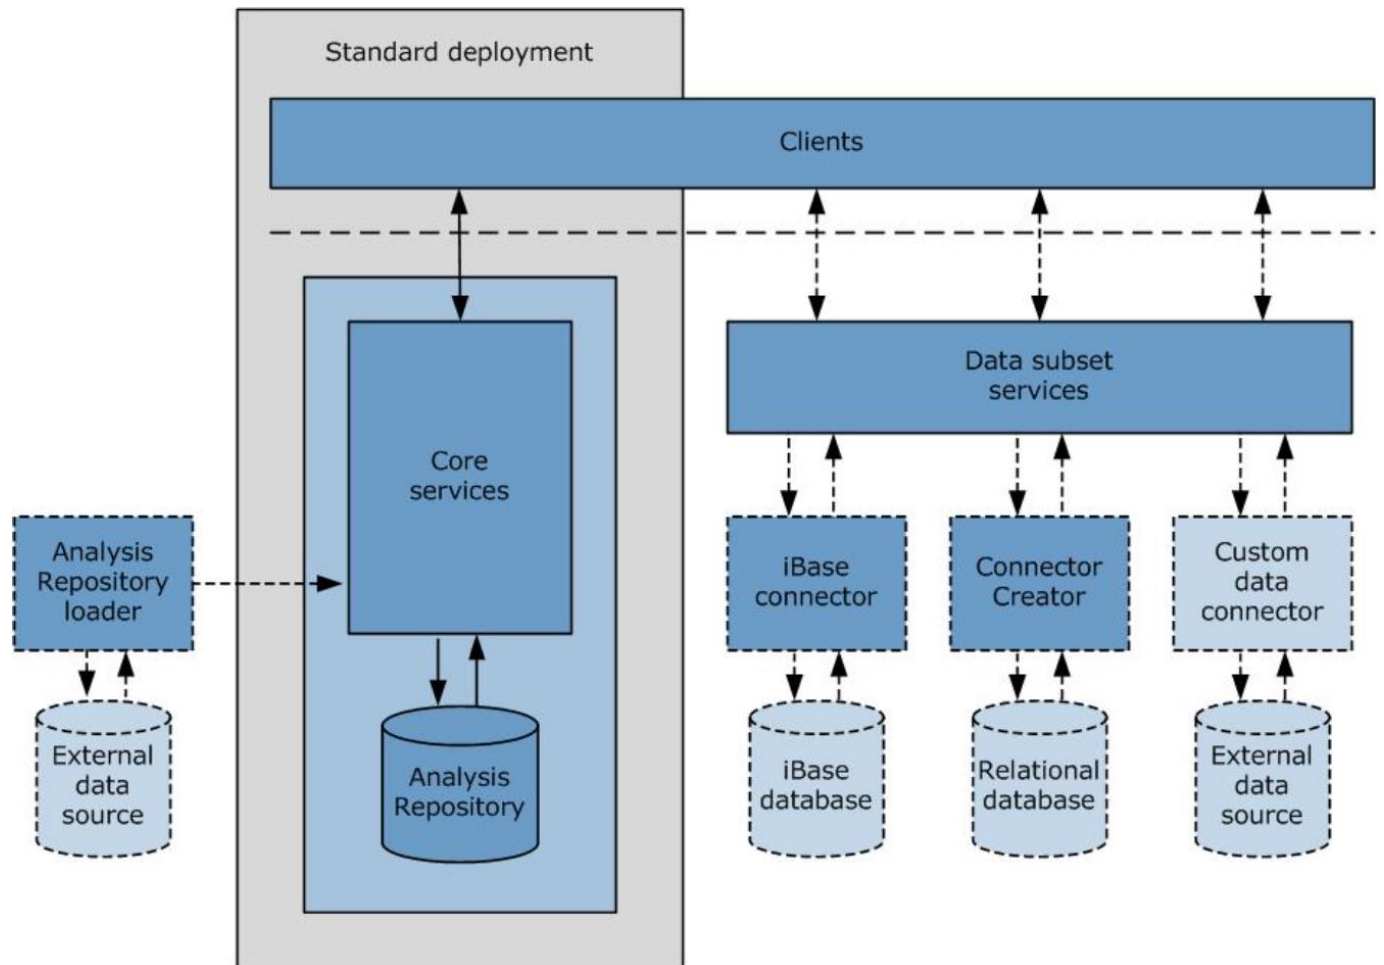 Standard deployment
Clients
Data subset
services
Core
services
Analysis
Repository
loader
iBase
connector
Connector
Creator
Custom
data
connector
External
data
source
Analysis
Repository
iBase
database
Relational
database
External
data
source